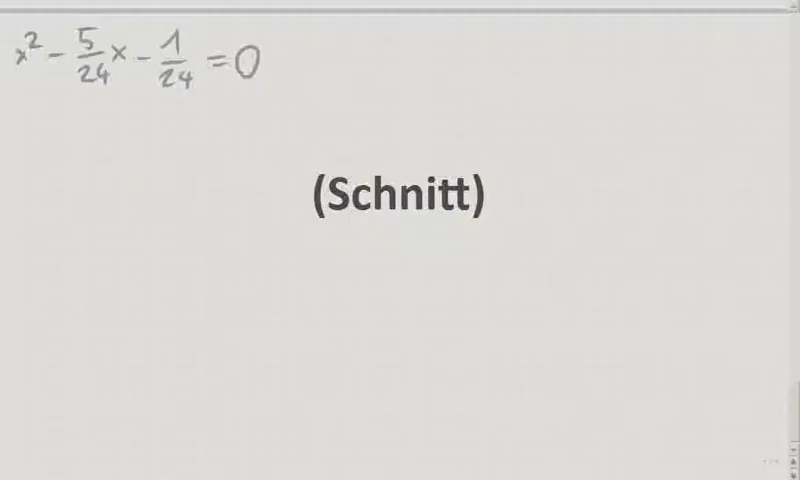 x² - 5/24 x - 1/24 = 0
(Schnitt)